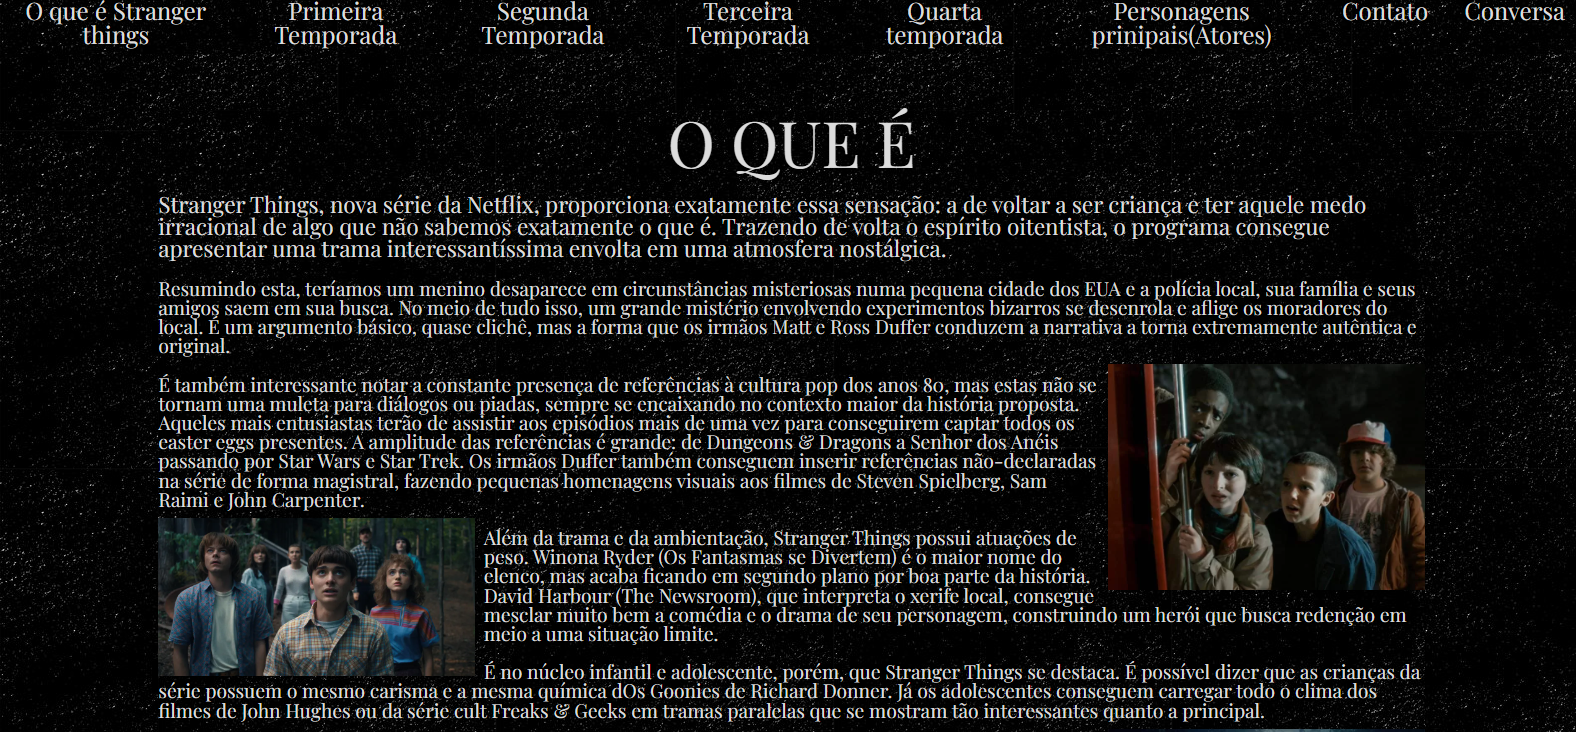 O que é Stranger things
Primeira Temporada
Segunda Temporada
Terceira Temporada
Quarta temporada
Personagens prinipais(Atores)
Contato
Conversa
O QUE É
Stranger Things, nova série da Netflix, proporciona exatamente essa sensação: a de voltar a ser criança e ter aquele medo
irracional de algo que não sabemos exatamente o que é. Trazendo de volta o espírito oitentista, o programa consegue
apresentar uma trama interessantíssima envolta em uma atmosfera nostálgica.
Resumindo esta, teríamos um menino desaparece em circunstâncias misteriosas numa pequena cidade dos EUA e a polícia local, sua família e seus
amigos saem em sua busca. No meio de tudo isso, um grande mistério envolvendo experimentos bizarros se desenrola e aflige os moradores do
local. É um argumento básico, quase clichê, mas a forma que os irmãos Matt e Ross Duffer conduzem a narrativa a torna extremamente autêntica e
original.
É também interessante notar a constante presença de referências à cultura pop dos anos 80, mas estas não se
tornam uma muleta para diálogos ou piadas, sempre se encaixando no contexto maior da história proposta.
Aqueles mais entusiastas terão de assistir aos episódios mais de uma vez para conseguirem captar todos os
easter eggs presentes. A amplitude das referências é grande: de Dungeons & Dragons a Senhor dos Anéis
passando por Star Wars e Star Trek. Os irmãos Duffer também conseguem inserir referências não-declaradas
na série de forma magistral, fazendo pequenas homenagens visuais aos filmes de Steven Spielberg, Sam
Raimi e John Carpenter.
Além da trama e da ambientação, Stranger Things possui atuações de
peso. Winona Ryder (Os Fantasmas se Divertem) é o maior nome do
elenco, mas acaba ficando em segundo plano por boa parte da história.
David Harbour (The Newsroom), que interpreta o xerife local, consegue
mesclar muito bem a comédia e o drama de seu personagem, construindo um herói que busca redenção em
meio a uma situação limite.
É no núcleo infantil e adolescente, porém, que Stranger Things se destaca. É possível dizer que as crianças da
série possuem o mesmo carisma e a mesma química dOs Goonies de Richard Donner. Já os adolescentes conseguem carregar todo o clima dos
filmes de John Hughes ou da série cult Freaks & Geeks em tramas paralelas que se mostram tão interessantes quanto a principal.